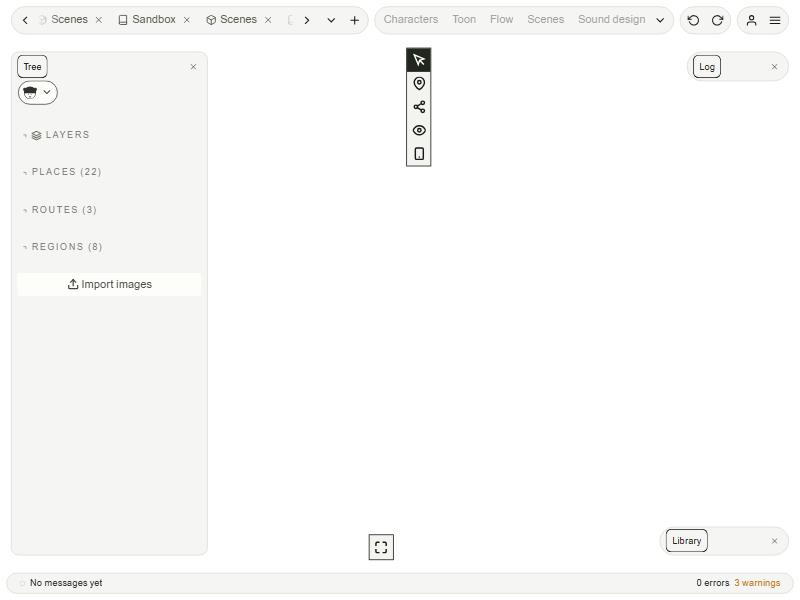 Scenes Sandbox Scenes
Characters Toon Flow Scenes Sound design
Tree
Log
LAYERS
PLACES (22)
ROUTES (3)
REGIONS (8)
Import images
Library
No messages yet
0 errors 3 warnings